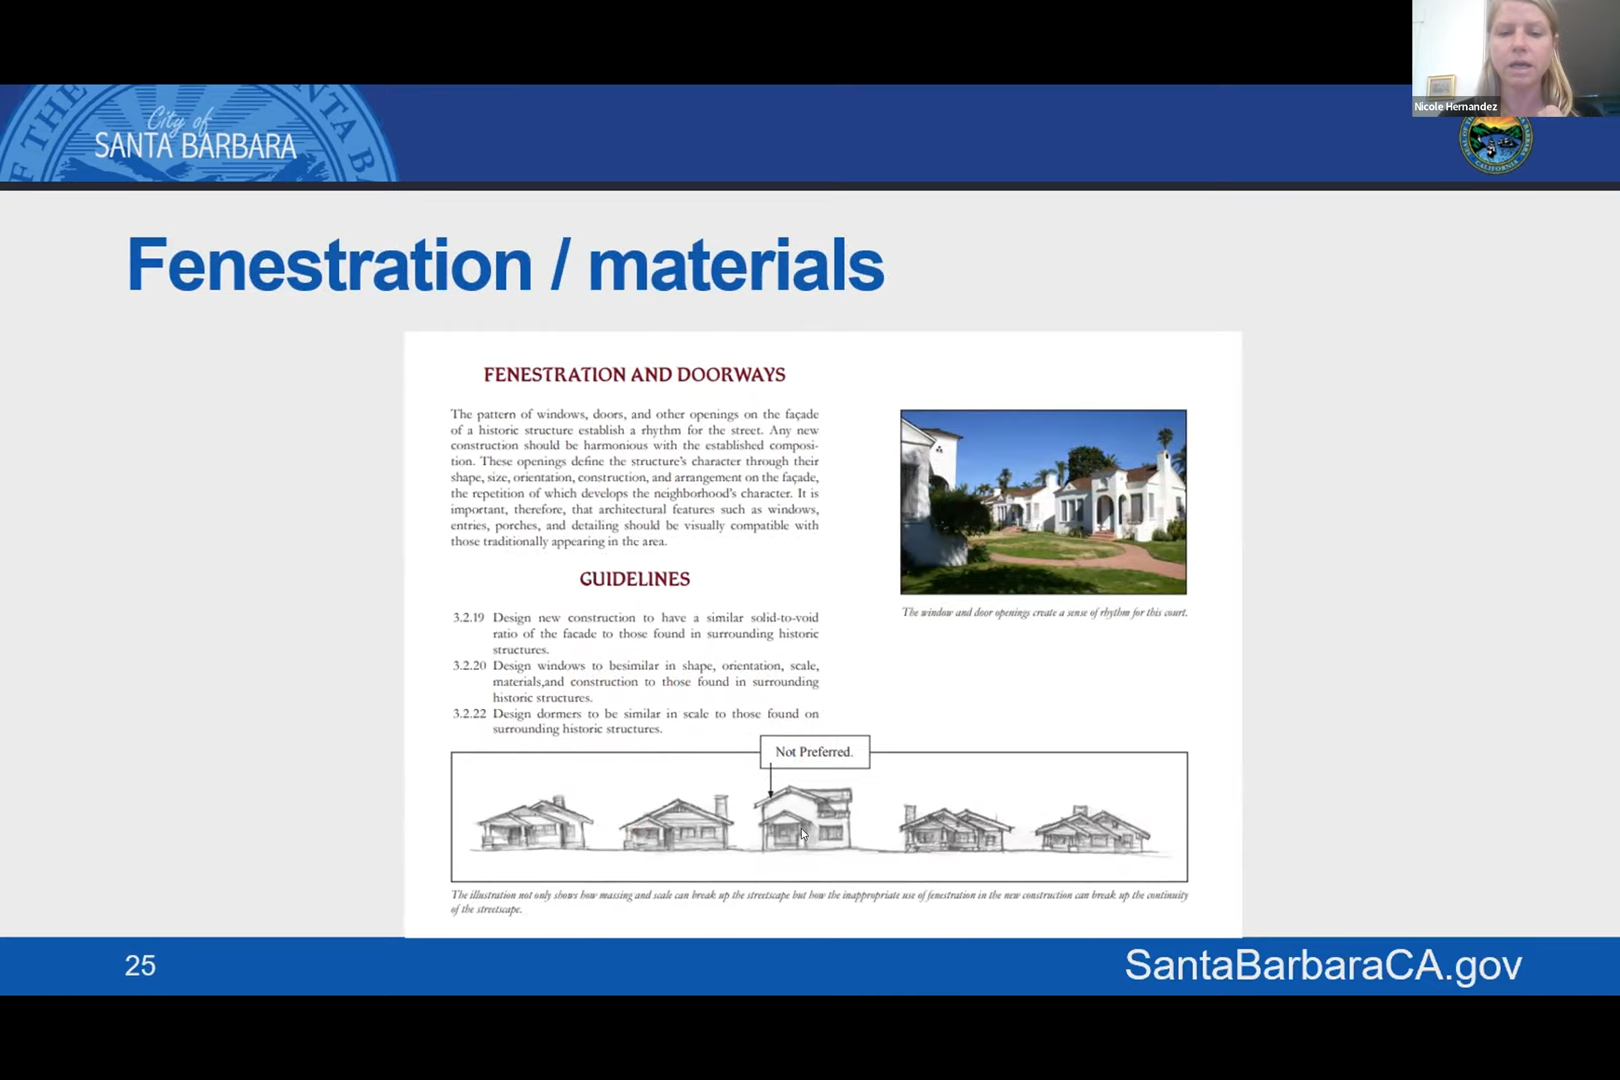 Nicole Hernandez
City of
SANTA BARBARA
Fenestration / materials
FENESTRATION AND DOORWAYS
The pattern of windows, doors, and other openings on the façade
of a historic structure establish a rhythm for the street. Any new
construction should be harmonious with the established composi-
tion. These openings define the structure's character through their
shape, size, orientation, construction, and arrangement on the façade,
the repetition of which develops the neighborhood's character. It is
important, therefore, that architectural features such as windows,
entries, porches, and detailing should be visually compatible with
those traditionally appearing in the area.
The window and door openings create a sense of rhythm for this court.
GUIDELINES
3.2.19 Design new construction to have a similar solid-to-void
ratio of the facade to those found in surrounding historic
structures.
3.2.20 Design windows to besimilar in shape, orientation, scale,
materials,and construction to those found in surrounding
historic structures.
3.2.22 Design dormers to be similar in scale to those found on
surrounding historic structures.
Not Preferred.
The illustration not only shows how massing and scale can break up the streetscape but how the inappropriate use of fenestration in the new construction can break up the continuity
of the streetscape.
25
SantaBarbaraCA.gov